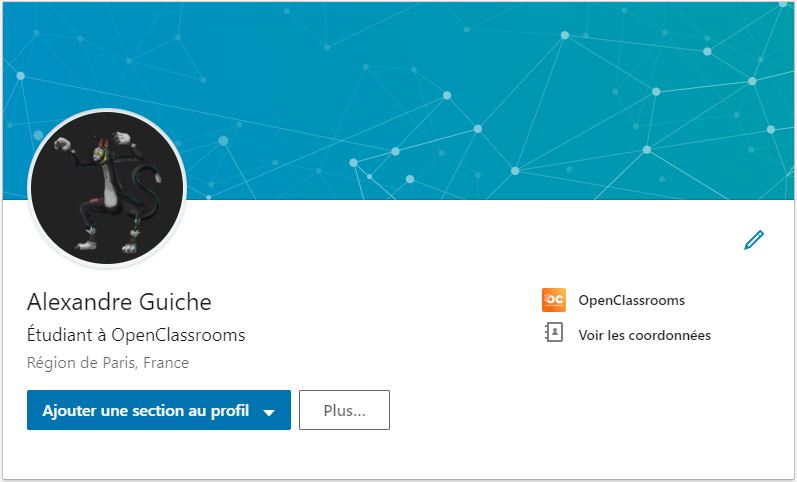 Alexandre Guiche
Étudiant à OpenClassrooms
Région de Paris, France
Ajouter une section au profil
Plus...
OC
OpenClassrooms
Voir les coordonnées